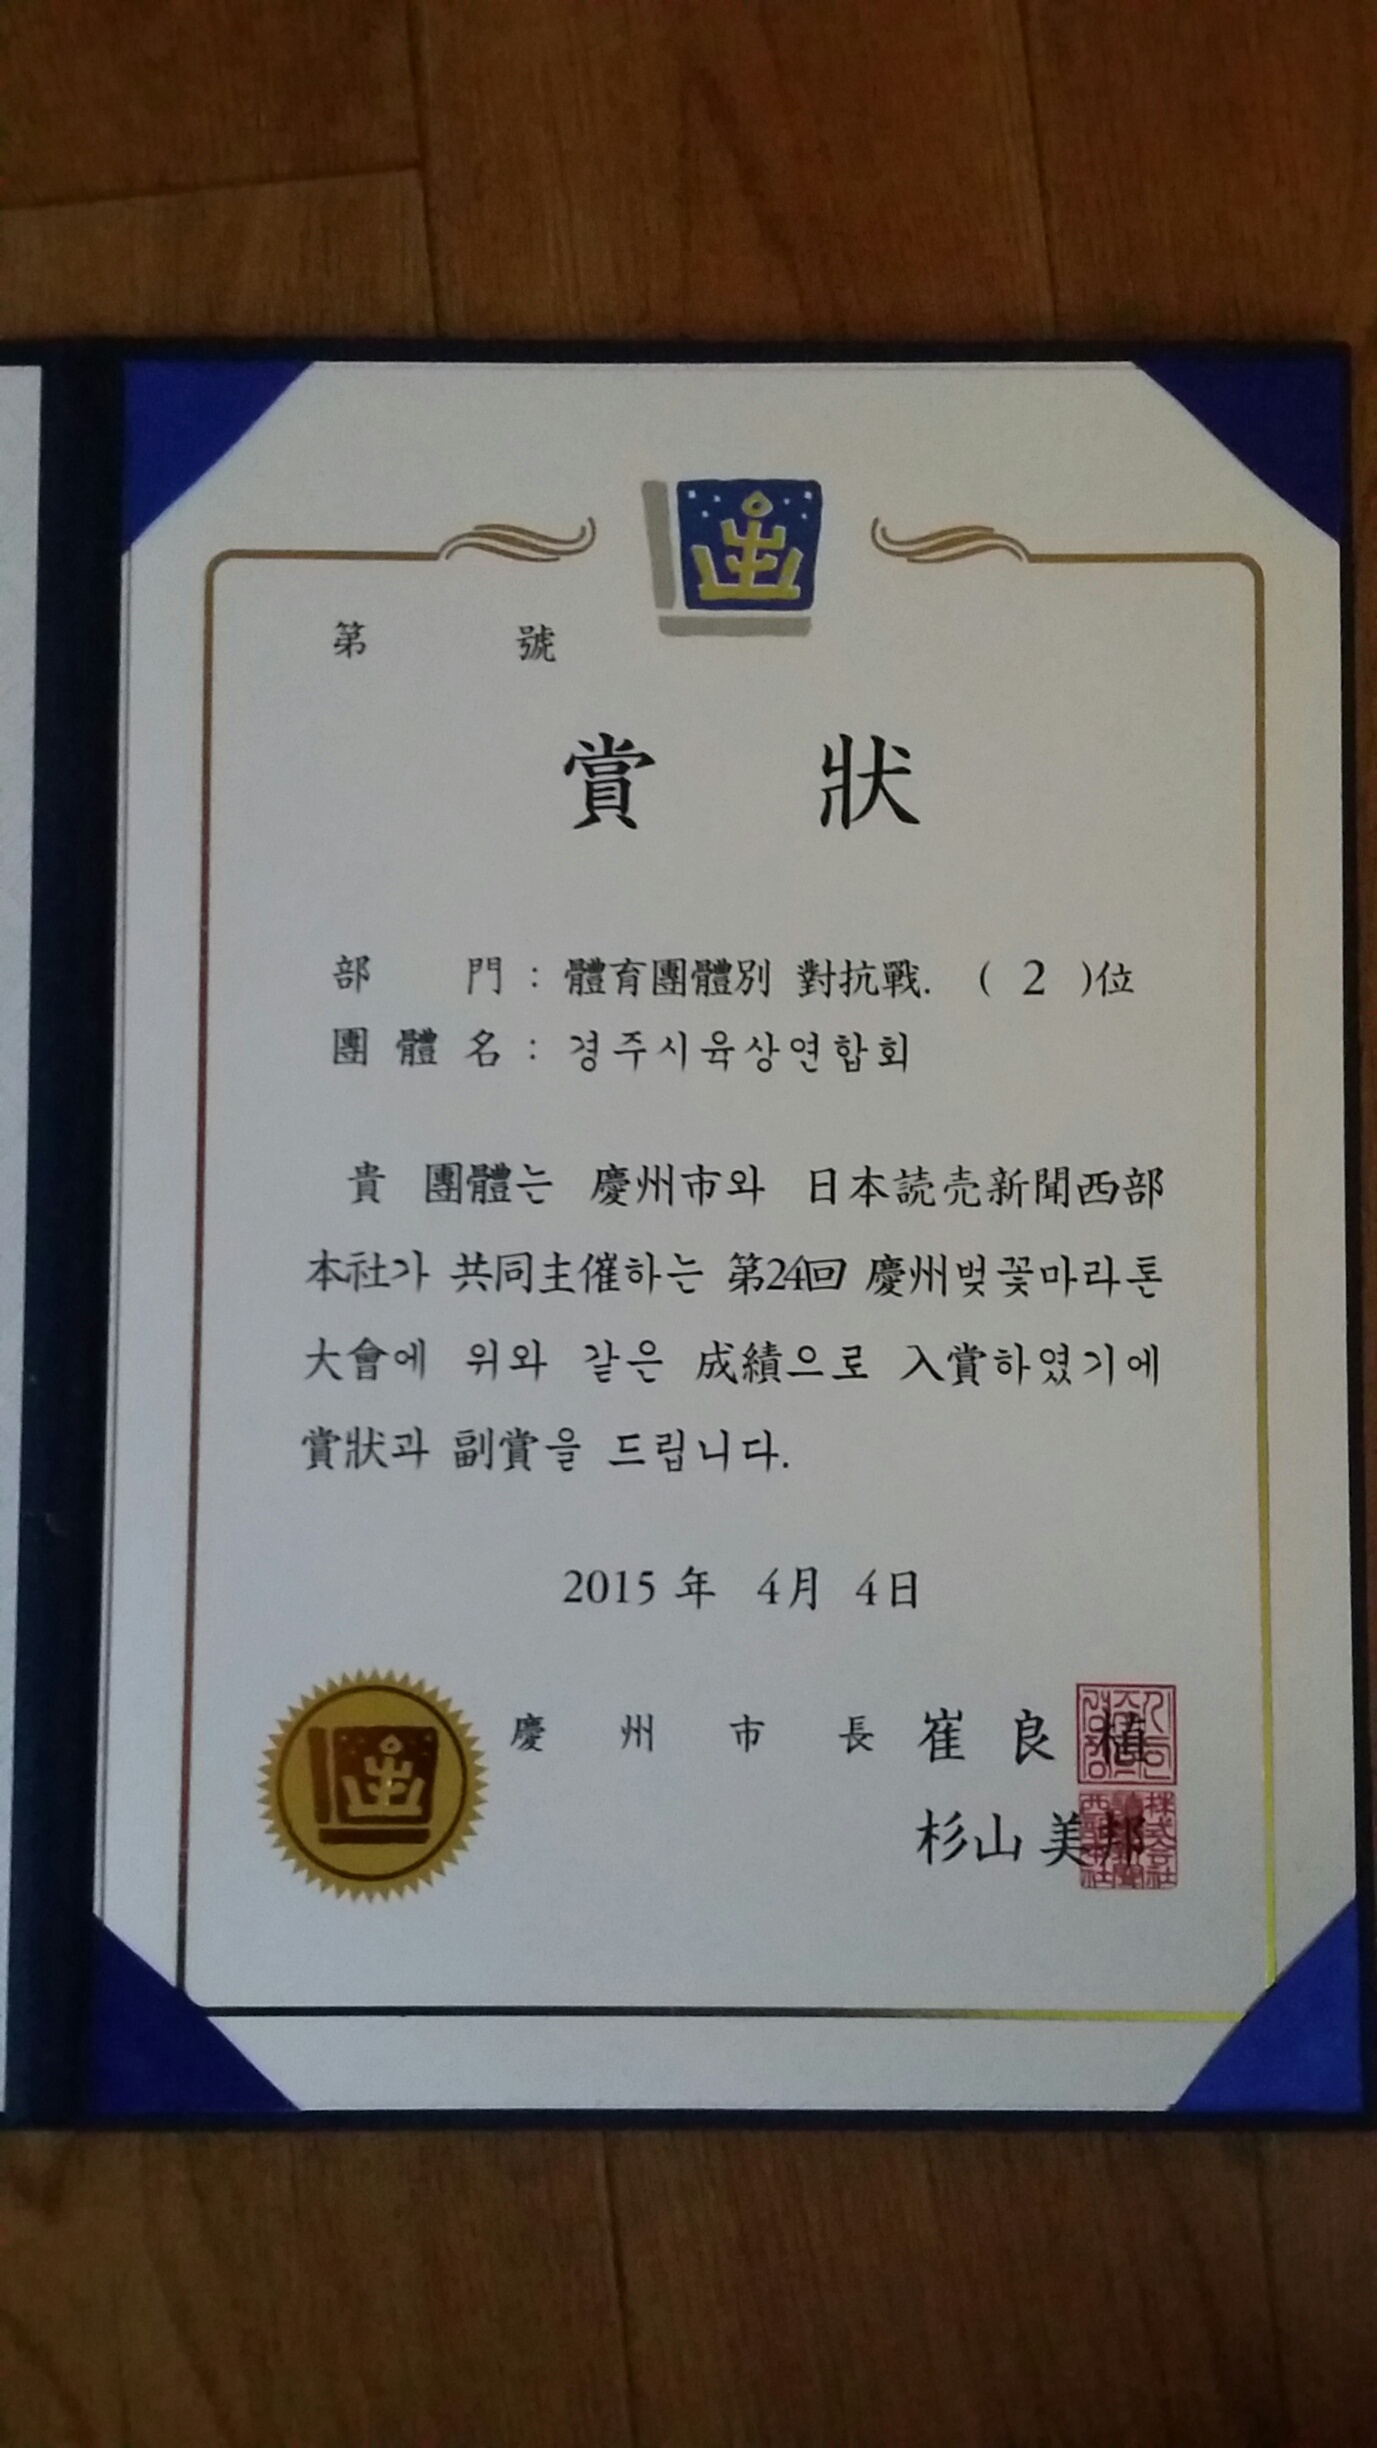 第 號
賞 狀
部 門 : 體育團體別 對抗戰. ( 2 )位
團 體 名 : 경주시육상연합회
貴 團體는 慶州市와 日本読売新聞西部
本社가 共同主催하는 第24回 慶州벚꽃마라톤
大會에 위와 같은 成績으로 入賞하였기에
賞狀과 副賞을 드립니다.
2015 年 4月 4日
慶 州 市 長 崔 良 植
杉山美邦